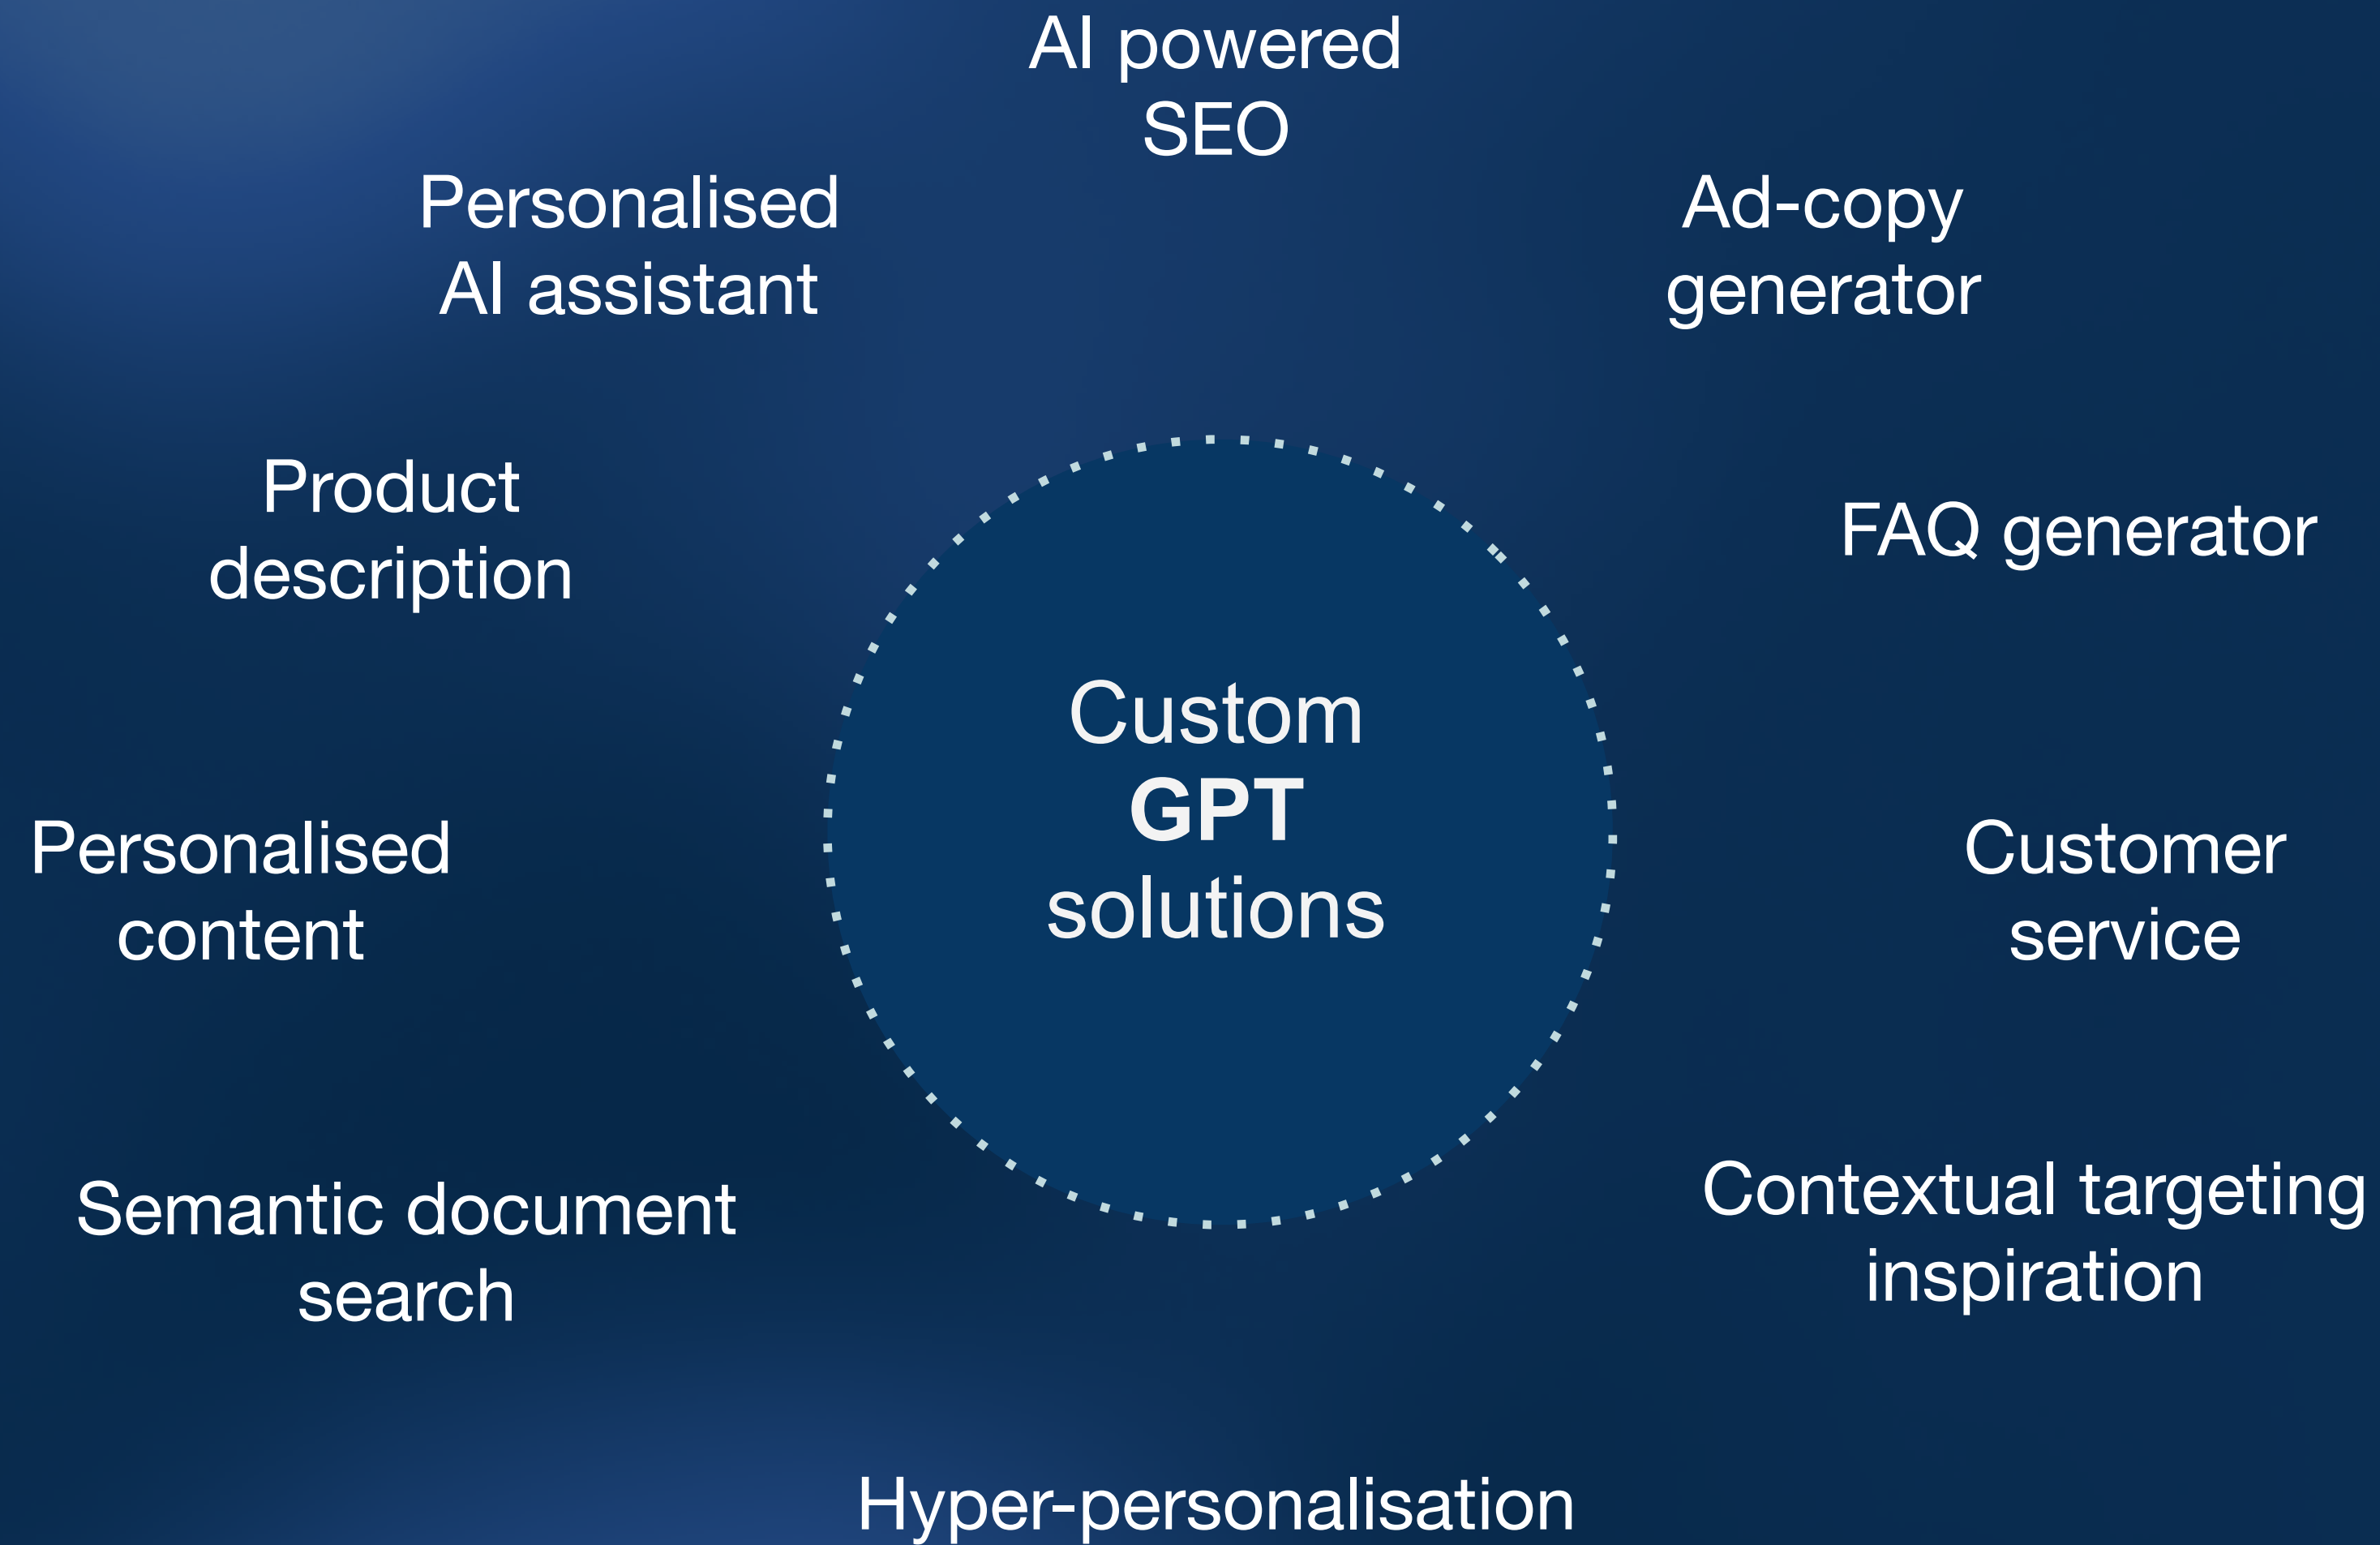 AI powered
SEO
Personalised
AI assistant
Ad-copy
generator
Product
description
FAQ generator
Custom
GPT
solutions
Personalised
content
Customer
service
Semantic document
search
Contextual targeting
inspiration
Hyper-personalisation